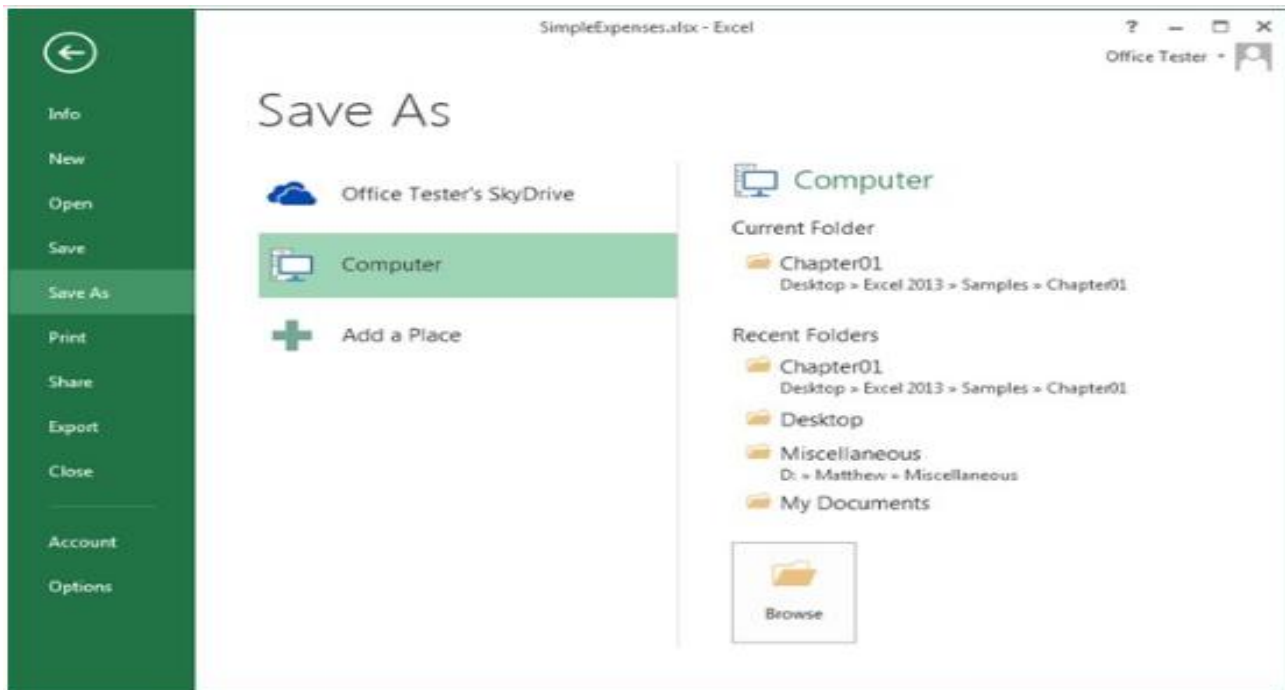 SimpleExpenses.xlsx - Excel
?
Office Tester
Info
New
Open
Save
Save As
Print
Share
Export
Close
Account
Options
Save As
Office Tester's SkyDrive
Computer
Add a Place
Computer
Current Folder
Chapter01
Desktop » Excel 2013 » Samples » Chapter01
Recent Folders
Chapter01
Desktop » Excel 2013 » Samples » Chapter01
Desktop
Miscellaneous
D: » Matthew » Miscellaneous
My Documents
Browse